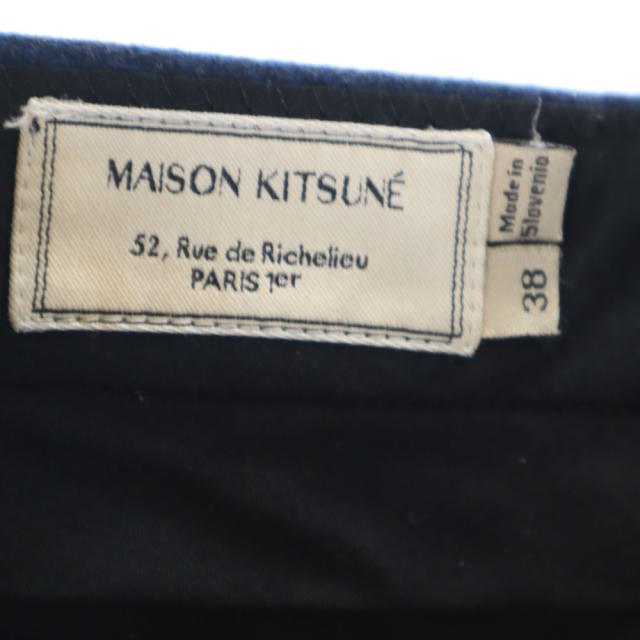 MAISON KITSUNÉ
52, Rue de Richelieu
PARIS 1er
Made in
Slovenia
38